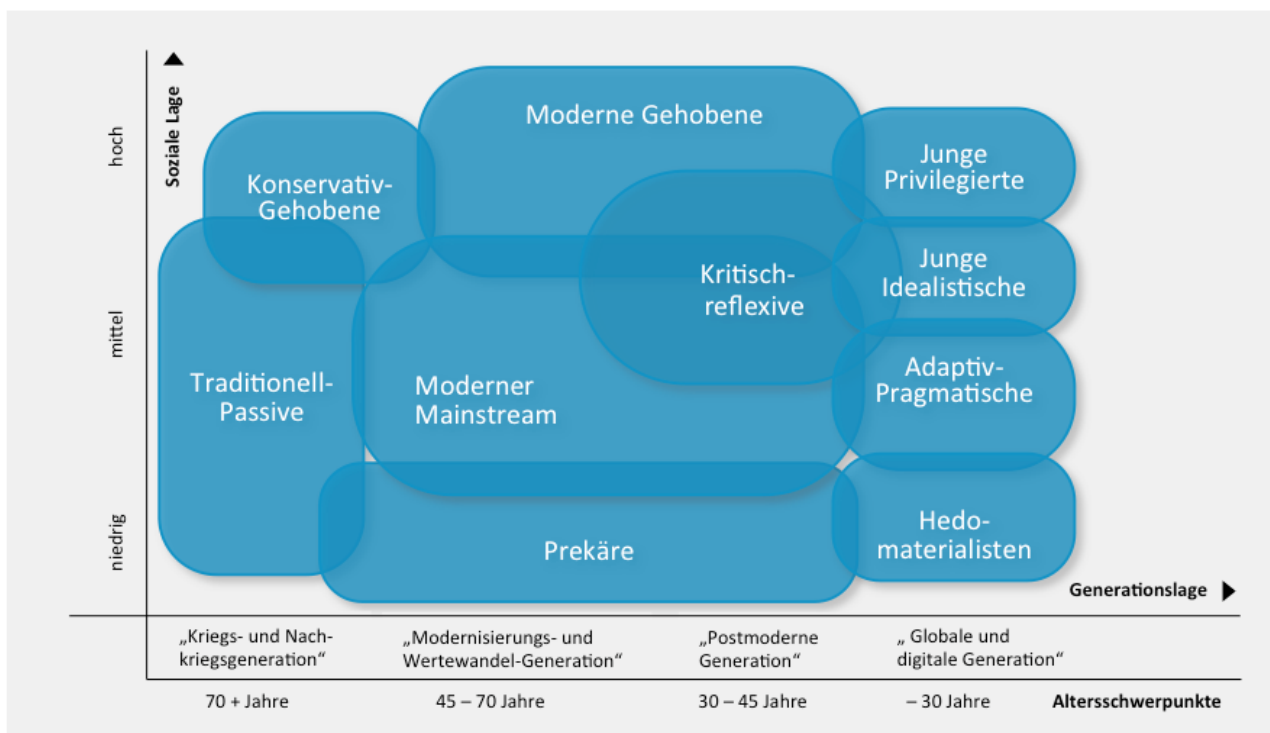 Soziale Lage
hoch
mittel
niedrig
Moderne Gehobene
Konservativ-
Gehobene
Junge
Privilegierte
Kritisch-
reflexive
Junge
Idealistische
Traditionell-
Passive
Moderner
Mainstream
Adaptiv-
Pragmatische
Prekäre
Hedo-
materialisten
Generationslage
„Kriegs- und Nach-
kriegsgeneration“
„Modernisierungs- und
Wertewandel-Generation“
„Postmoderne
Generation“
„ Globale und
digitale Generation“
70 + Jahre
45 – 70 Jahre
30 – 45 Jahre
– 30 Jahre
Altersschwerpunkte